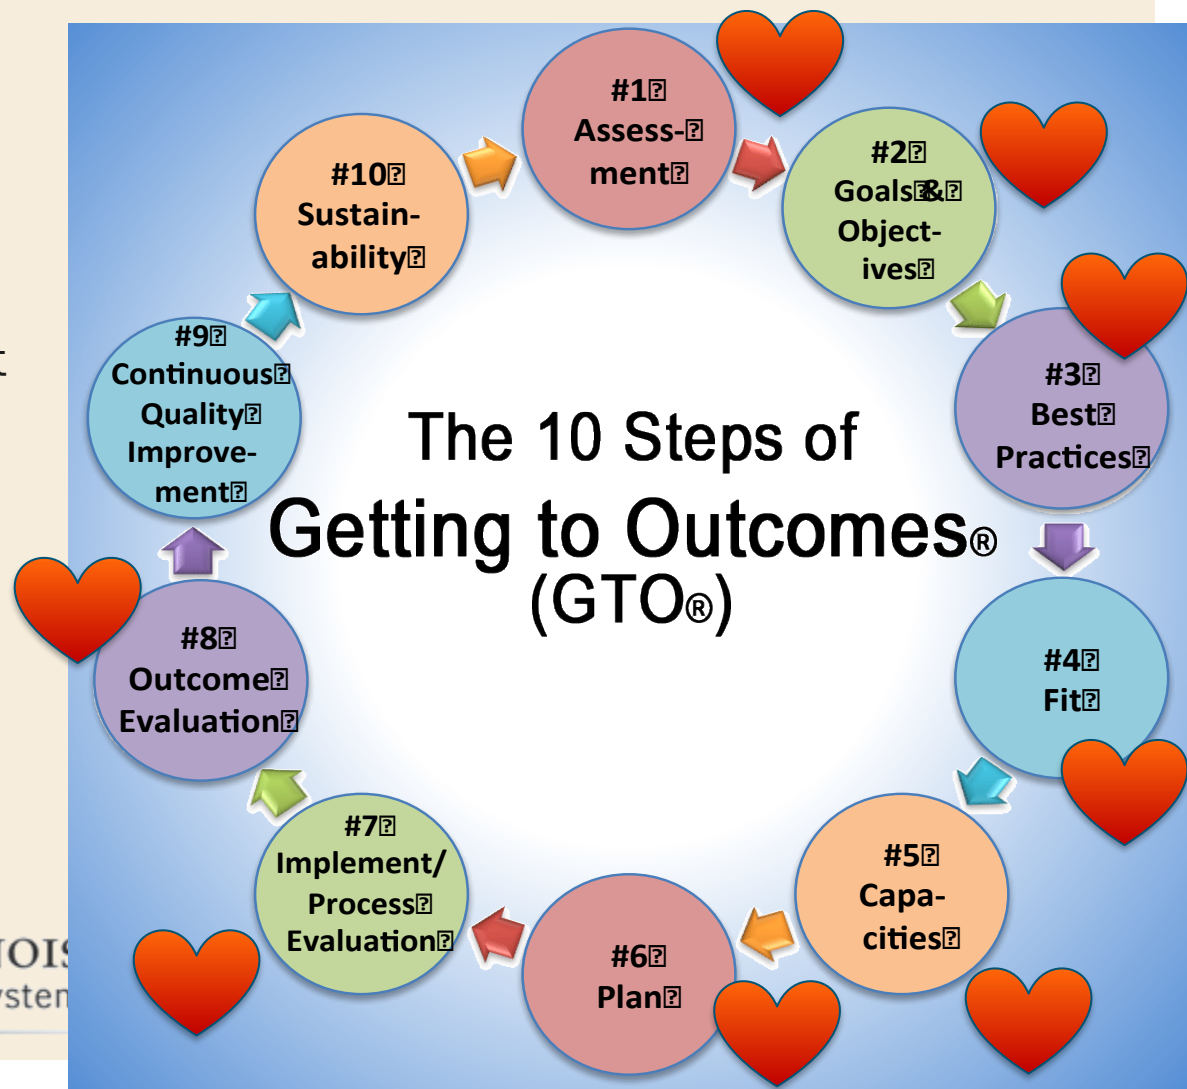 #1
Assess-
ment
#2
Goals &
Object-
ives
#3
Best
Practices
#4
Fit
#5
Capa-
cities
#6
Plan
#7
Implement/
Process
Evaluation
#8
Outcome
Evaluation
#9
Continuous
Quality
Improve-
ment
#10
Sustain-
ability
The 10 Steps of
Getting to Outcomes®
(GTO®)